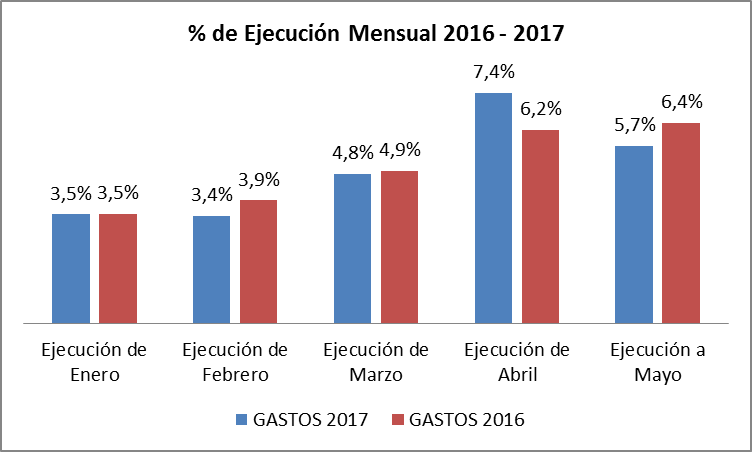 % de Ejecución Mensual 2016 - 2017
3,5% 3,5%
3,4% 3,9%
4,8% 4,9%
7,4% 6,2%
5,7% 6,4%
Ejecución de
Enero
Ejecución de
Febrero
Ejecución de
Marzo
Ejecución de
Abril
Ejecución a
Mayo
GASTOS 2017 GASTOS 2016